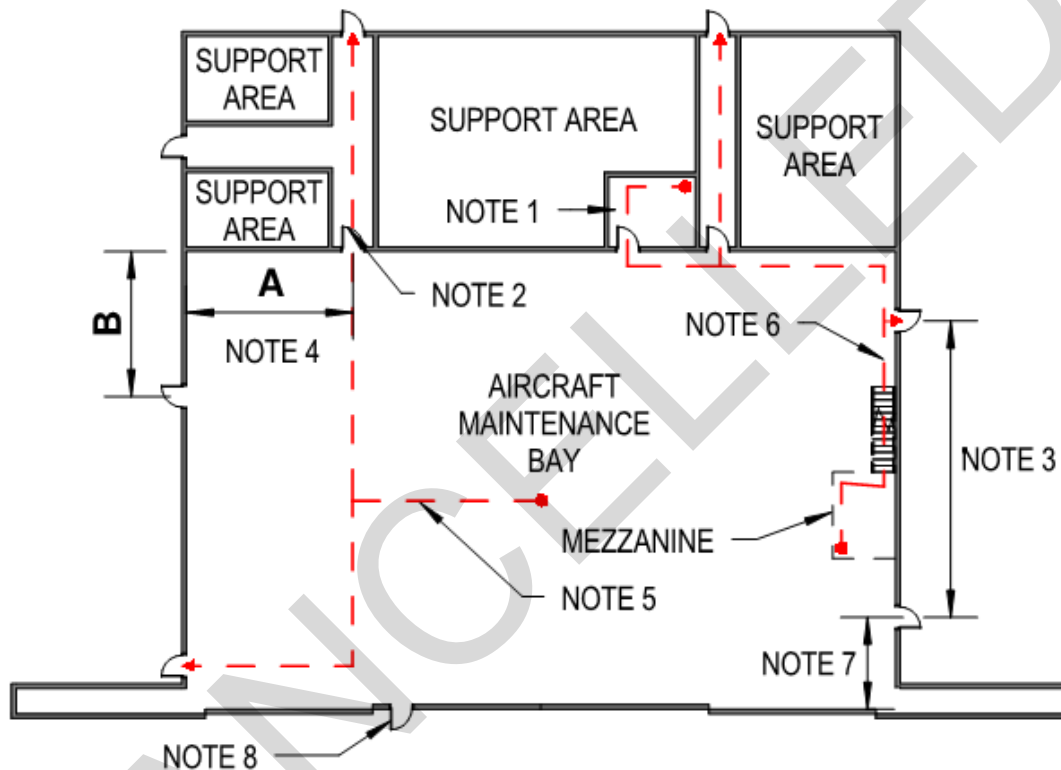 SUPPORT
AREA
SUPPORT AREA
SUPPORT
AREA
SUPPORT
AREA
NOTE 1
A
NOTE 2
B
NOTE 4
NOTE 6
AIRCRAFT
MAINTENANCE
BAY
NOTE 3
MEZZANINE
NOTE 5
NOTE 7
NOTE 8
CANCELLED